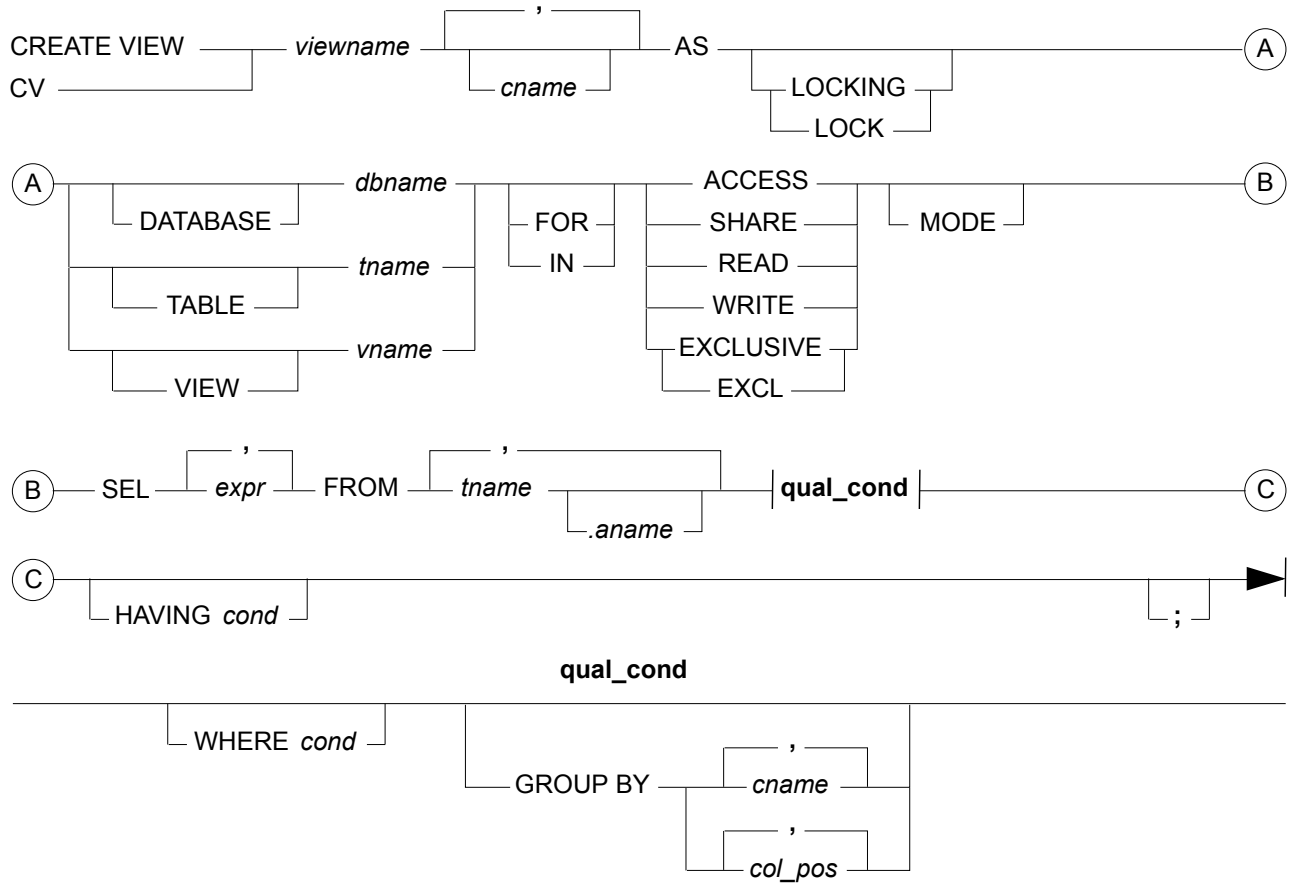 ,
CREATE VIEW viewname AS A
CV cname LOCKING
LOCK
A dbname ACCESS B
DATABASE FOR SHARE MODE
tname IN READ
TABLE WRITE
vname EXCLUSIVE
VIEW EXCL
, ,
B SEL expr FROM tname qual_cond C
.aname
C
HAVING cond ;
qual_cond
WHERE cond
,
GROUP BY cname
,
col_pos